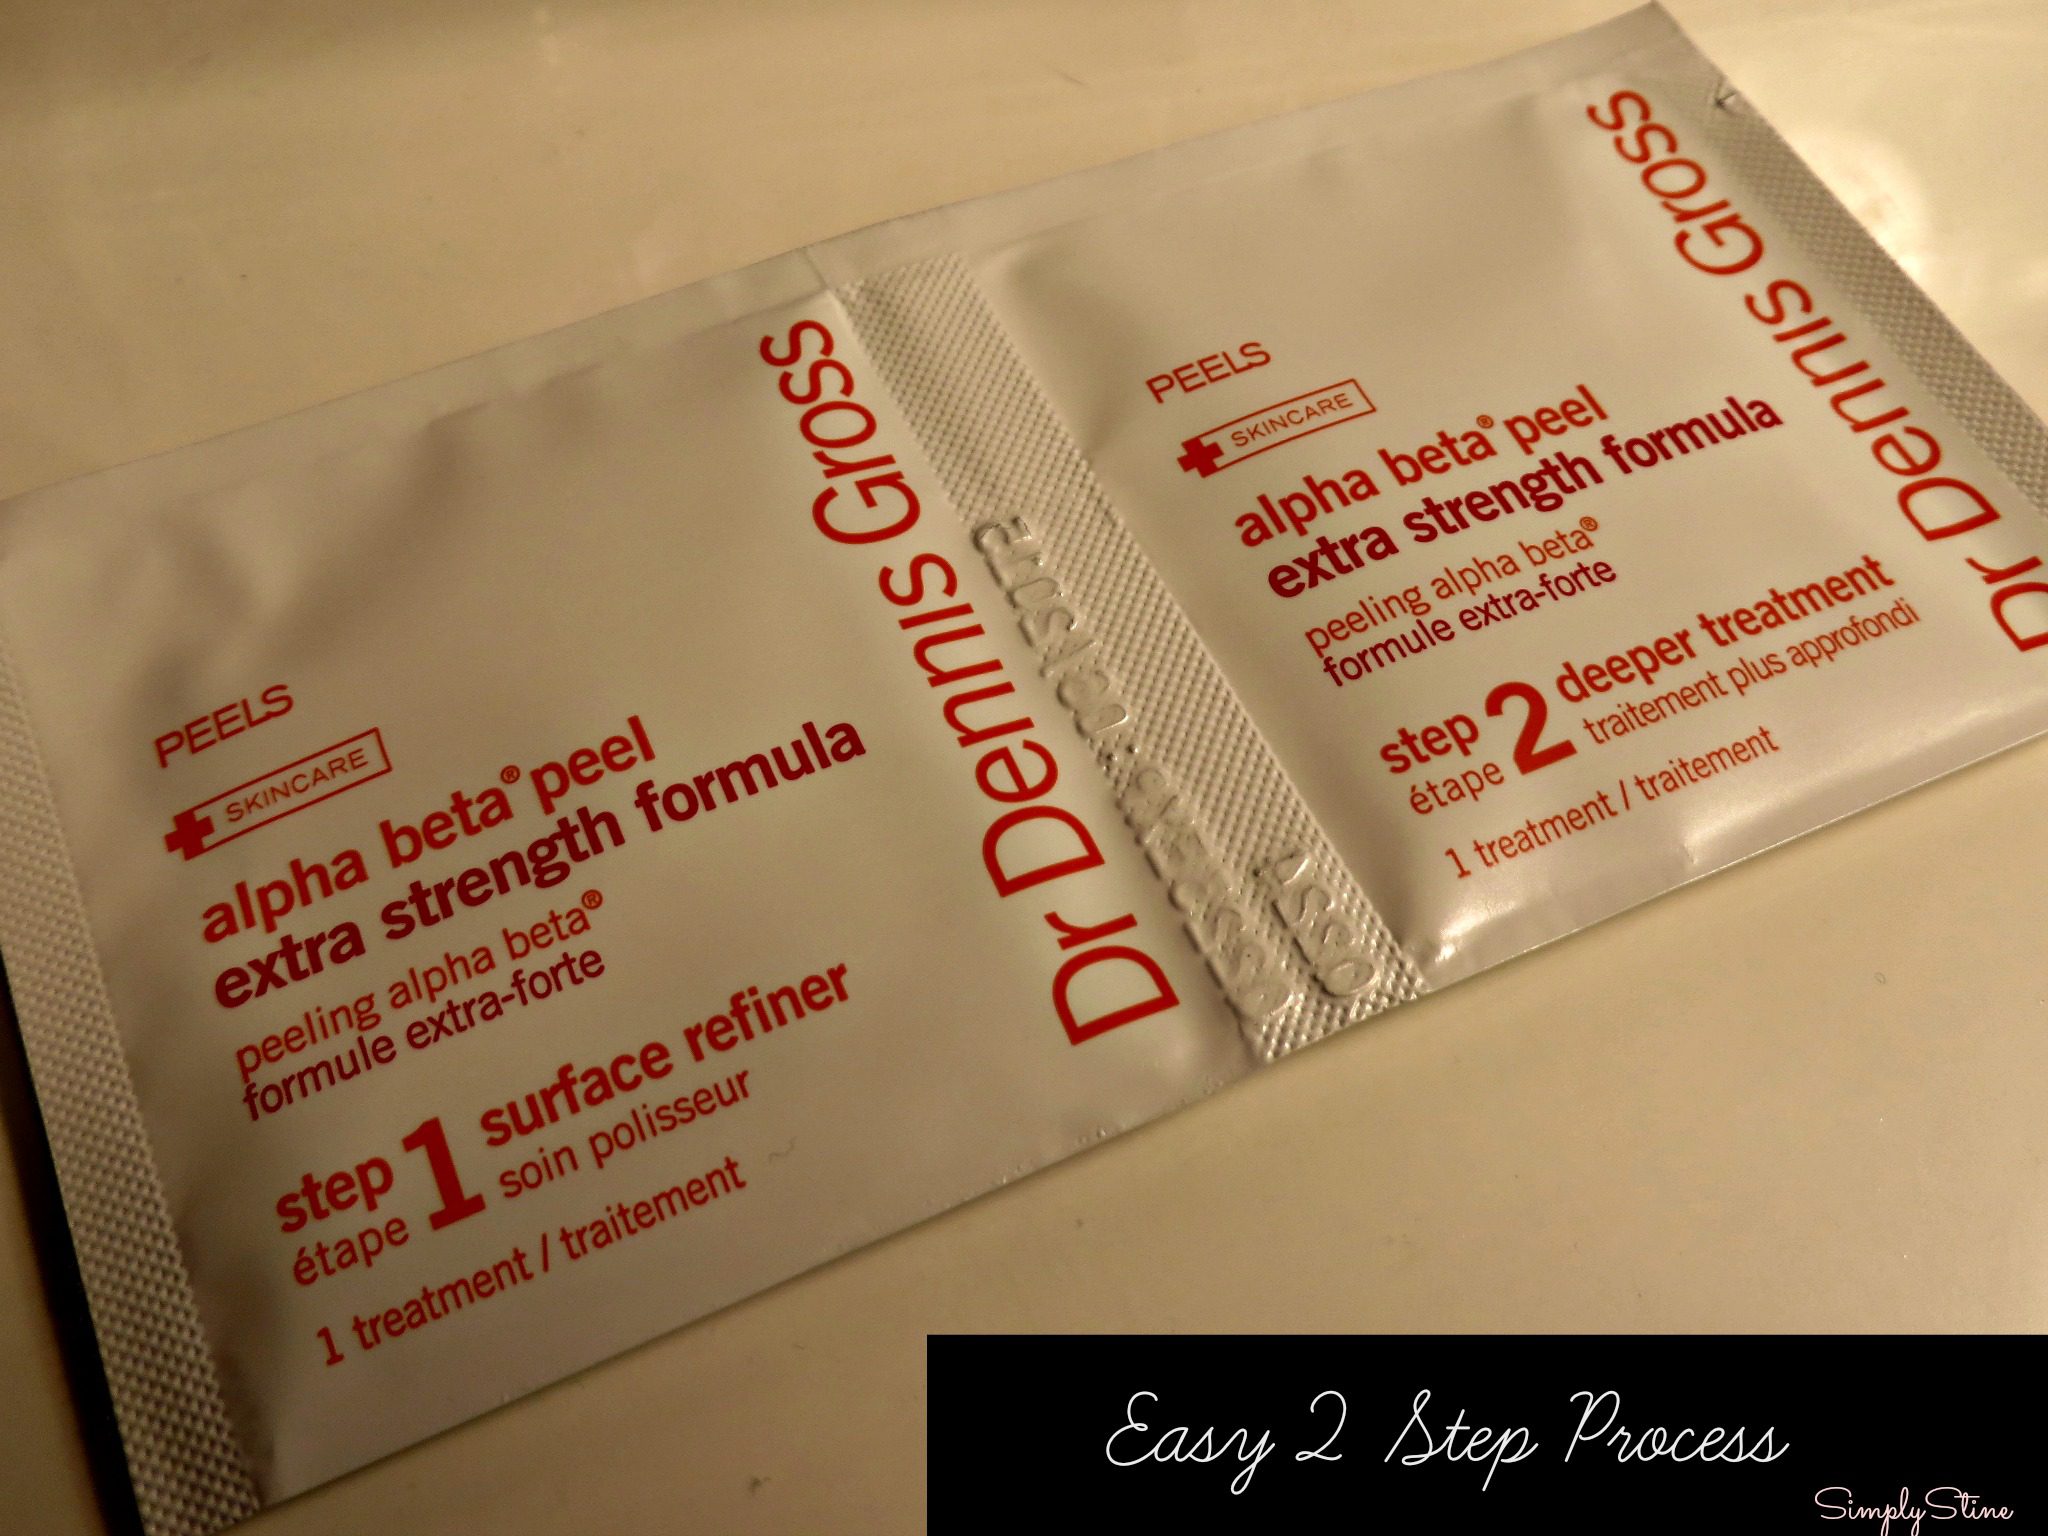 PEELS
SKINCARE
alpha beta® peel
extra strength formula
peeling alpha beta®
formule extra-forte
step 1 surface refiner
étape soin polisseur
1 treatment / traitement
Dr Dennis Gross
PEELS
SKINCARE
alpha beta® peel
extra strength formula
peeling alpha beta®
formule extra-forte
step 2 deeper treatment
étape traitement plus approfondi
1 treatment / traitement
Dr Dennis Gross
Easy 2 Step Process
SimplyStine